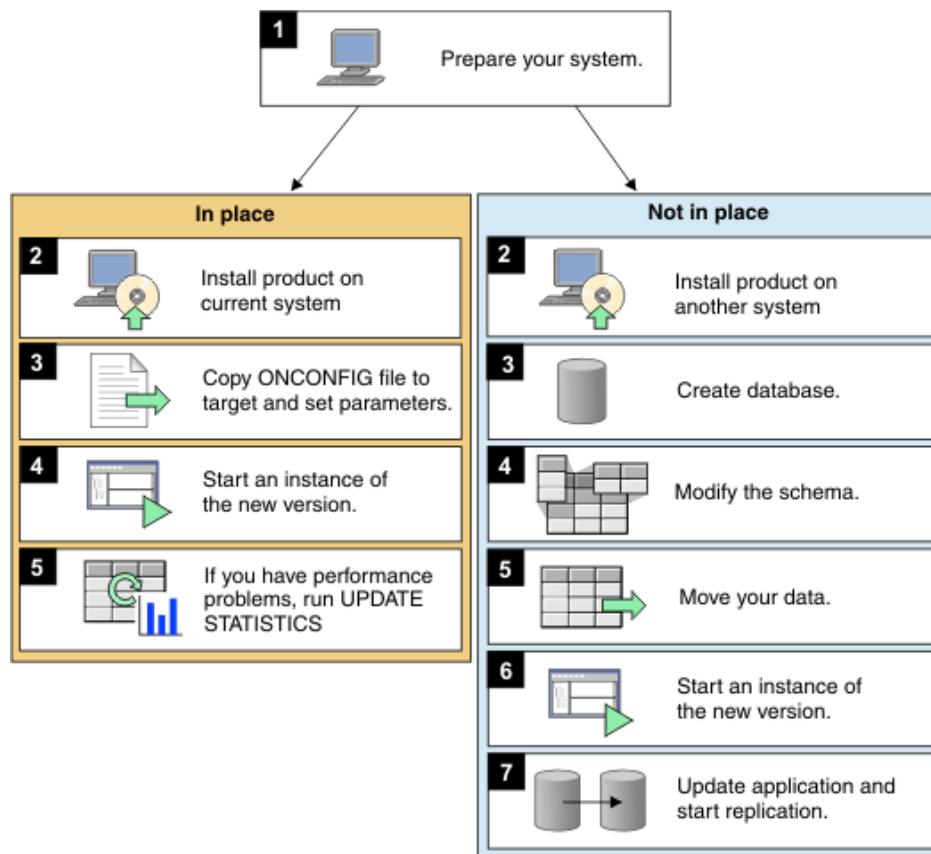 1
Prepare your system.
In place
2
Install product on
current system
3
Copy ONCONFIG file to
target and set parameters.
4
Start an instance of
the new version.
5
If you have performance
problems, run UPDATE
STATISTICS
Not in place
2
Install product on
another system
3
Create database.
4
Modify the schema.
5
Move your data.
6
Start an instance of
the new version.
7
Update application and
start replication.